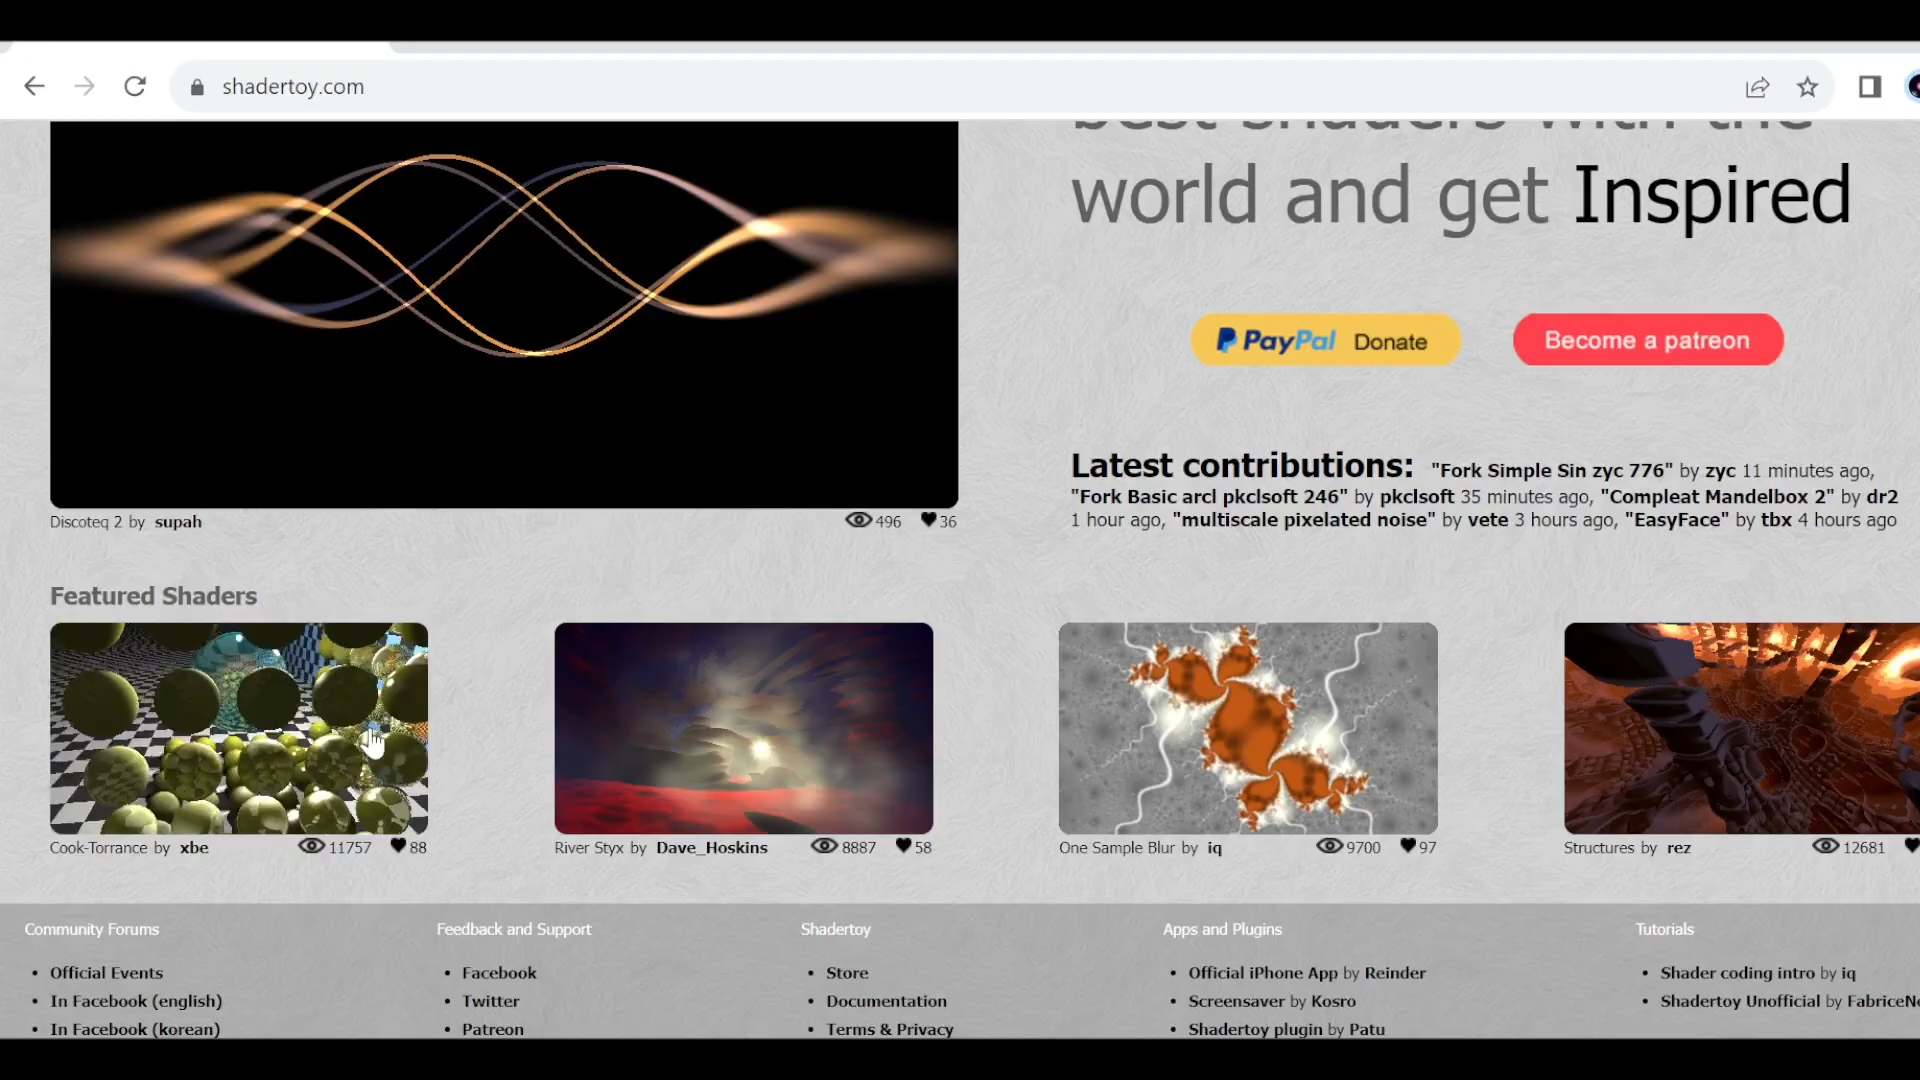 shadertoy.com
best shaders with the
world and get Inspired
PayPal Donate
Become a patreon
Latest contributions: "Fork Simple Sin zyc 776" by zyc 11 minutes ago,
"Fork Basic arcl pkclsoft 246" by pkclsoft 35 minutes ago, "Compleat Mandelbox 2" by dr2
1 hour ago, "multiscale pixelated noise" by vete 3 hours ago, "EasyFace" by tbx 4 hours ago
Discoteq 2 by supah 496 36
Featured Shaders
Cook-Torrance by xbe 11757 88
River Styx by Dave_Hoskins 8887 58
One Sample Blur by iq 9700 97
Structures by rez 12681
Community Forums
• Official Events
• In Facebook (english)
• In Facebook (korean)
Feedback and Support
• Facebook
• Twitter
• Patreon
Shadertoy
• Store
• Documentation
• Terms & Privacy
Apps and Plugins
• Official iPhone App by Reinder
• Screensaver by Kosro
• Shadertoy plugin by Patu
Tutorials
• Shader coding intro by iq
• Shadertoy Unofficial by